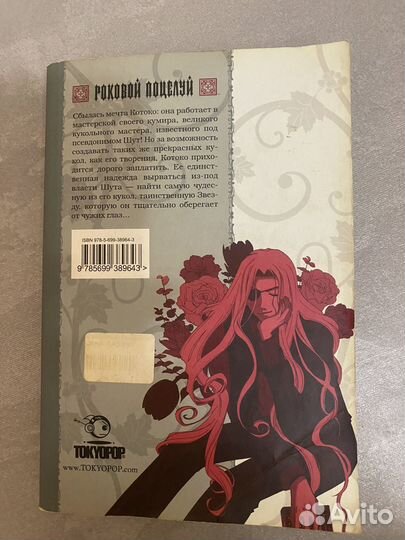 РОКОВОЙ ПОЦЕЛУЙ
Сбылась мечта Котоко: она работает в
мастерской своего кумира, великого
кукольного мастера, известного под
псевдонимом Шут! Но за возможность
создавать таких же прекрасных ку-
кол, как его творения, Котоко прихо-
дится дорого заплатить. Ее единс-
твенная надежда вырваться из-под
власти Шута — найти самую чудес-
ную из его кукол, таинственную Звез-
ду, которую он тщательно оберегает
от чужих глаз...
ISBN 978-5-699-38964-3
9 785699 389643 >
TOKYOPOP
www.TOKYOPOP.com
Avito